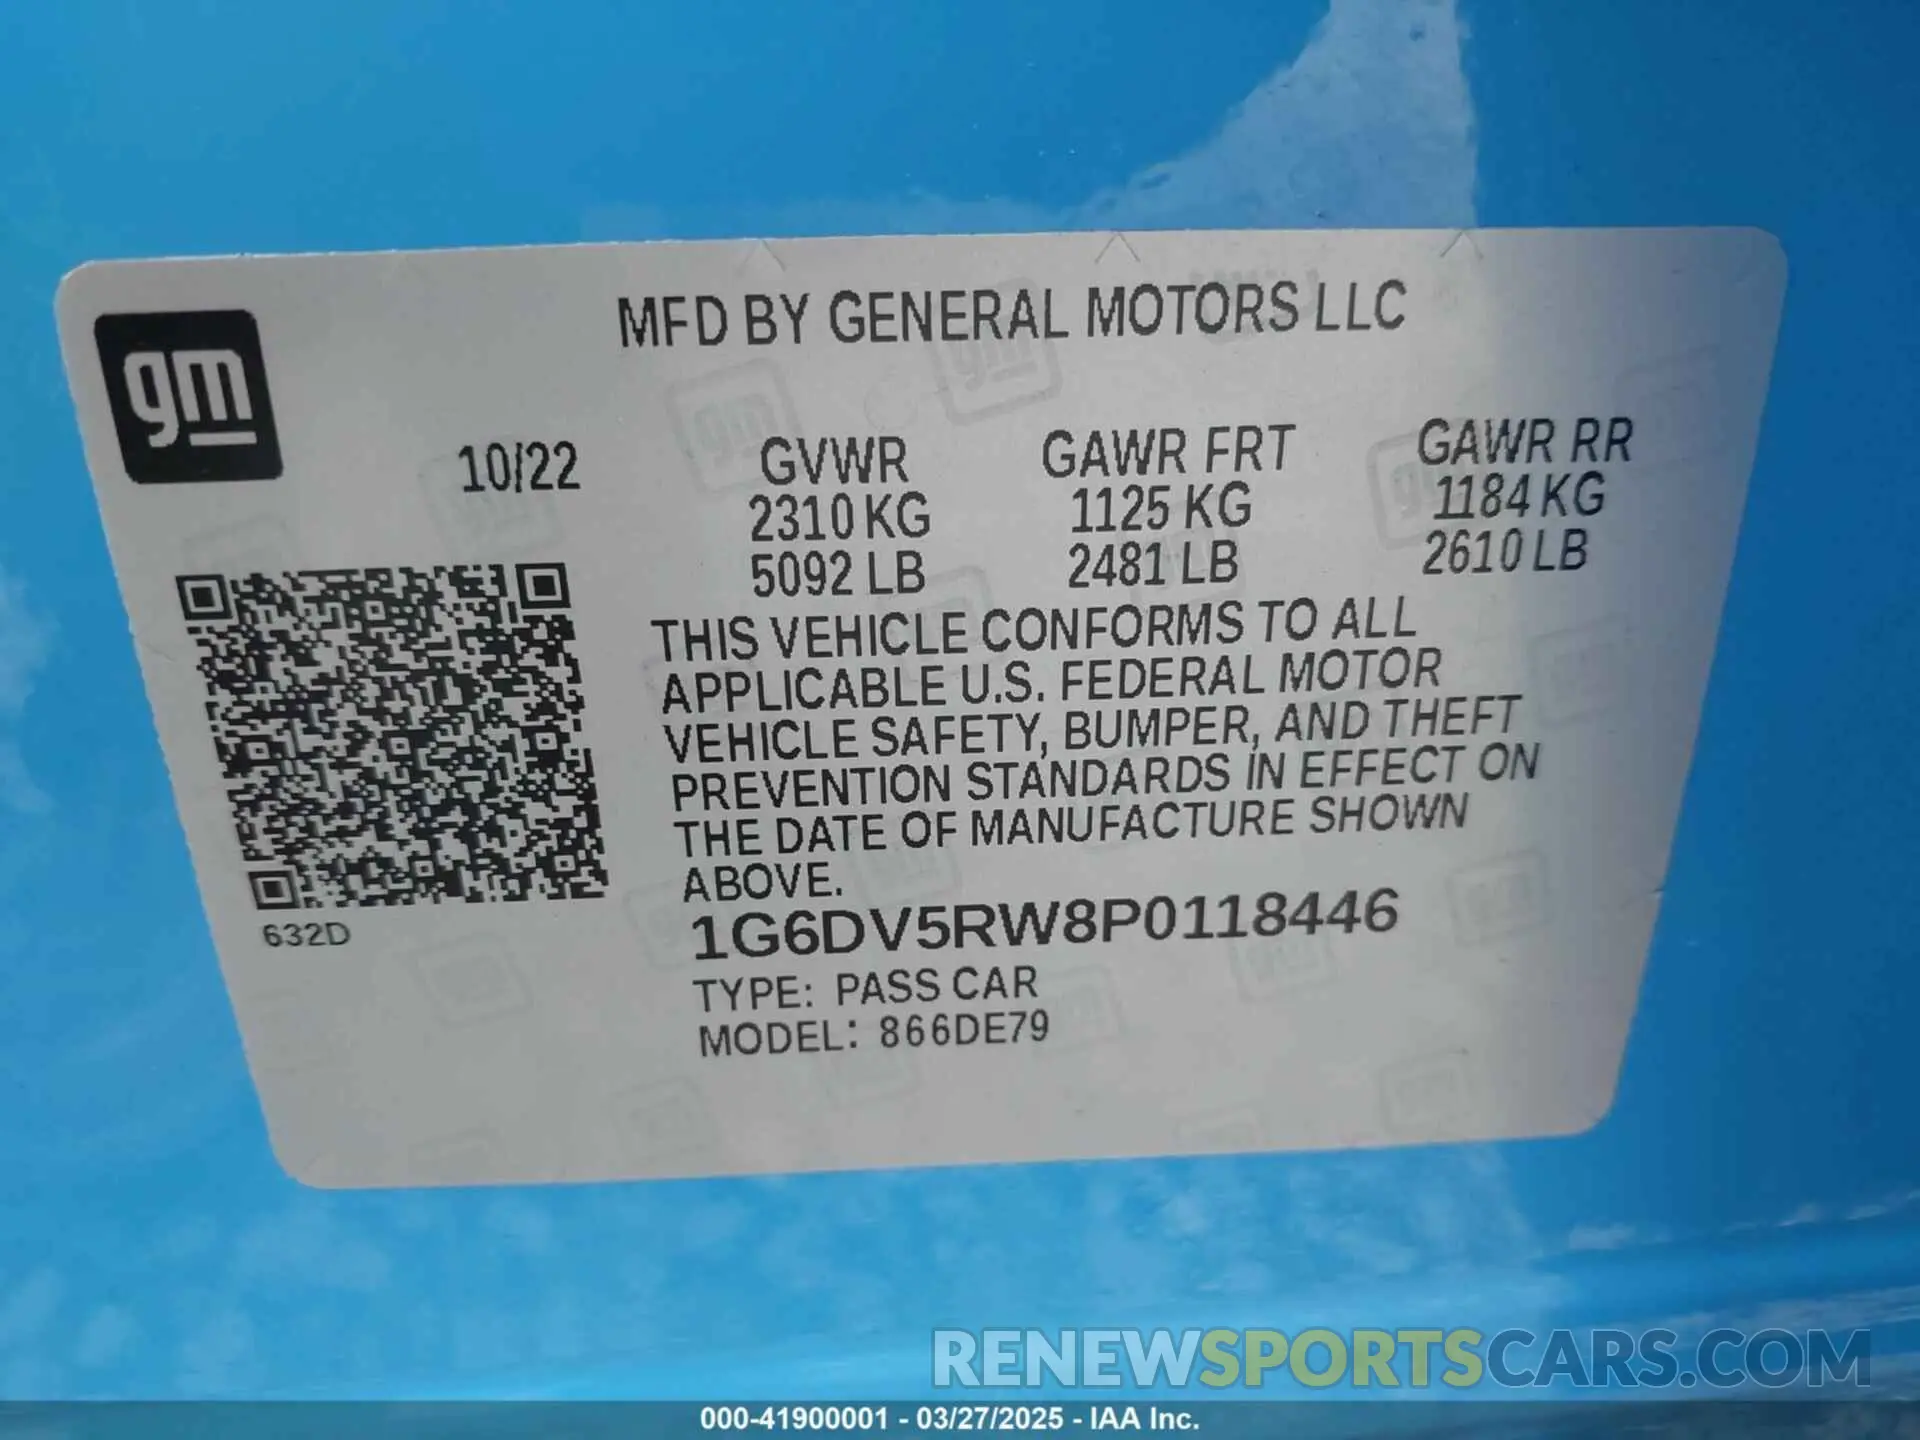 MFD BY GENERAL MOTORS LLC
gm
10/22
GVWR GAWR FRT GAWR RR
2310 KG 1125 KG 1184 KG
5092 LB 2481 LB 2610 LB
THIS VEHICLE CONFORMS TO ALL
APPLICABLE U.S. FEDERAL MOTOR
VEHICLE SAFETY, BUMPER, AND THEFT
PREVENTION STANDARDS IN EFFECT ON
THE DATE OF MANUFACTURE SHOWN
ABOVE.
632D
1G6DV5RW8P0118446
TYPE: PASS CAR
MODEL: 866DE79
RENEWSPORTSCARS.COM
000-41900001 - 03/27/2025 - IAA Inc.